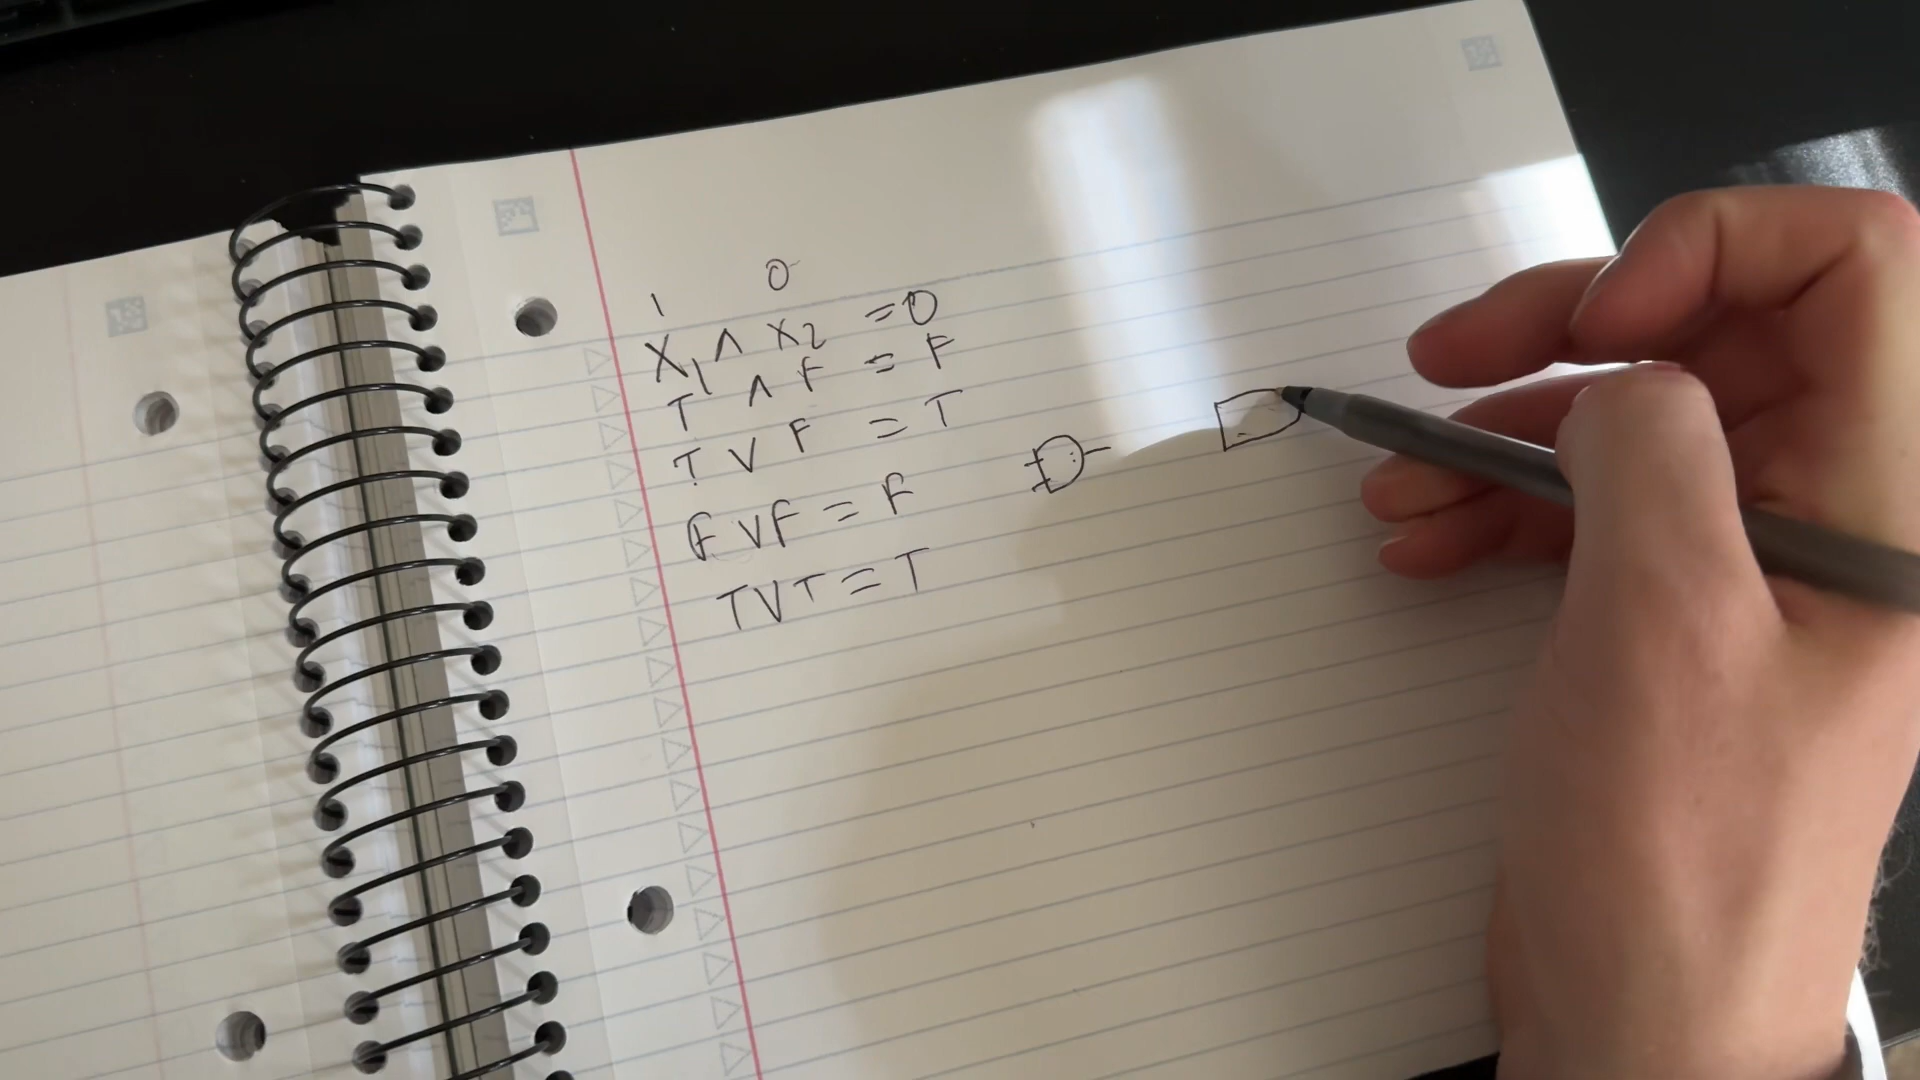 1 0
X₁ ∧ X₂ = 0
T ∧ F = F
T ∨ F = T
F ∨ F = F
T ∨ T = T